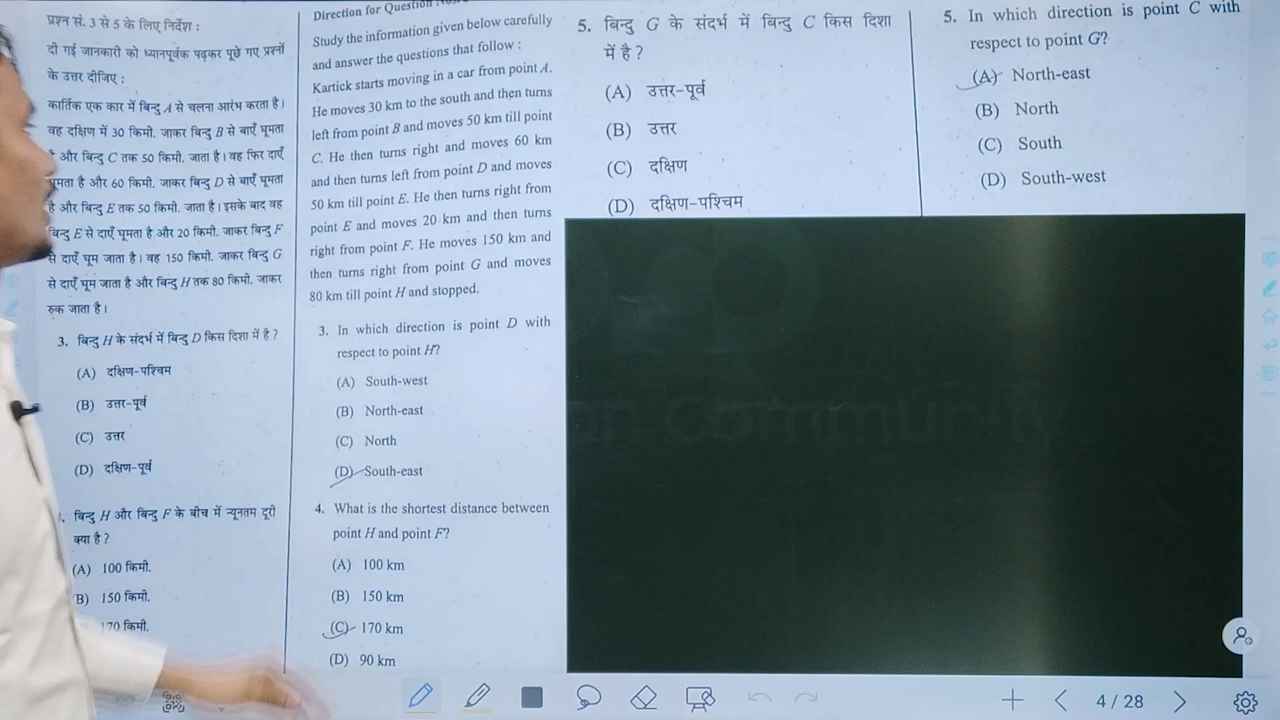 प्रश्न सं. 3 से 5 के लिए निर्देश :
दी गई जानकारी को ध्यानपूर्वक पढ़कर पूछे गए प्रश्नों
के उत्तर दीजिए :
कार्तिक एक कार में बिन्दु A से चलना आरंभ करता है।
वह दक्षिण में 30 किमी. जाकर बिन्दु B से बाएँ घूमता
है और बिन्दु C तक 50 किमी. जाता है। वह फिर दाएँ
घूमता है और 60 किमी. जाकर बिन्दु D से बाएँ घूमता
है और बिन्दु E तक 50 किमी. जाता है। इसके बाद वह
बिन्दु E से दाएँ घूमता है और 20 किमी. जाकर बिन्दु F
से दाएँ घूम जाता है। वह 150 किमी. जाकर बिन्दु G
से दाएँ घूम जाता है और बिन्दु H तक 80 किमी. जाकर
रुक जाता है।
3. बिन्दु H के संदर्भ में बिन्दु D किस दिशा में है ?
(A) दक्षिण-पश्चिम
(B) उत्तर-पूर्व
(C) उत्तर
(D) दक्षिण-पूर्व
बिन्दु H और बिन्दु F के बीच में न्यूनतम दूरी
क्या है ?
(A) 100 किमी.
B) 150 किमी.
170 किमी.
Direction for Question
Study the information given below carefully
and answer the questions that follow :
Kartick starts moving in a car from point A.
He moves 30 km to the south and then turns
left from point B and moves 50 km till point
C. He then turns right and moves 60 km
and then turns left from point D and moves
50 km till point E. He then turns right from
point E and moves 20 km and then turns
right from point F. He moves 150 km and
then turns right from point G and moves
80 km till point H and stopped.
3. In which direction is point D with
respect to point H?
(A) South-west
(B) North-east
(C) North
(D) South-east
4. What is the shortest distance between
point H and point F?
(A) 100 km
(B) 150 km
(C) 170 km
(D) 90 km
5. बिन्दु G के संदर्भ में बिन्दु C किस दिशा
में है ?
(A) उत्तर-पूर्व
(B) उत्तर
(C) दक्षिण
(D) दक्षिण-पश्चिम
5. In which direction is point C with
respect to point G?
(A) North-east
(B) North
(C) South
(D) South-west
on Community
4 / 28